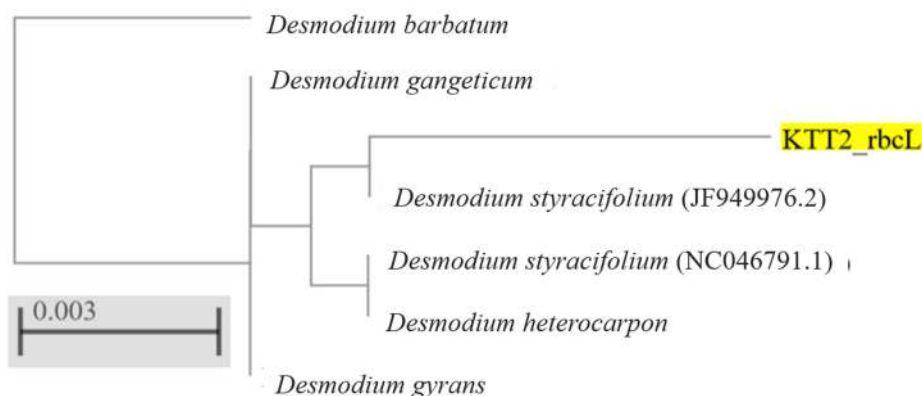 Desmodium barbatum
Desmodium gangeticum
KTT2_rbcL
Desmodium styracifolium (JF949976.2)
Desmodium styracifolium (NC046791.1)
Desmodium heterocarpon
0.003
Desmodium gyrans